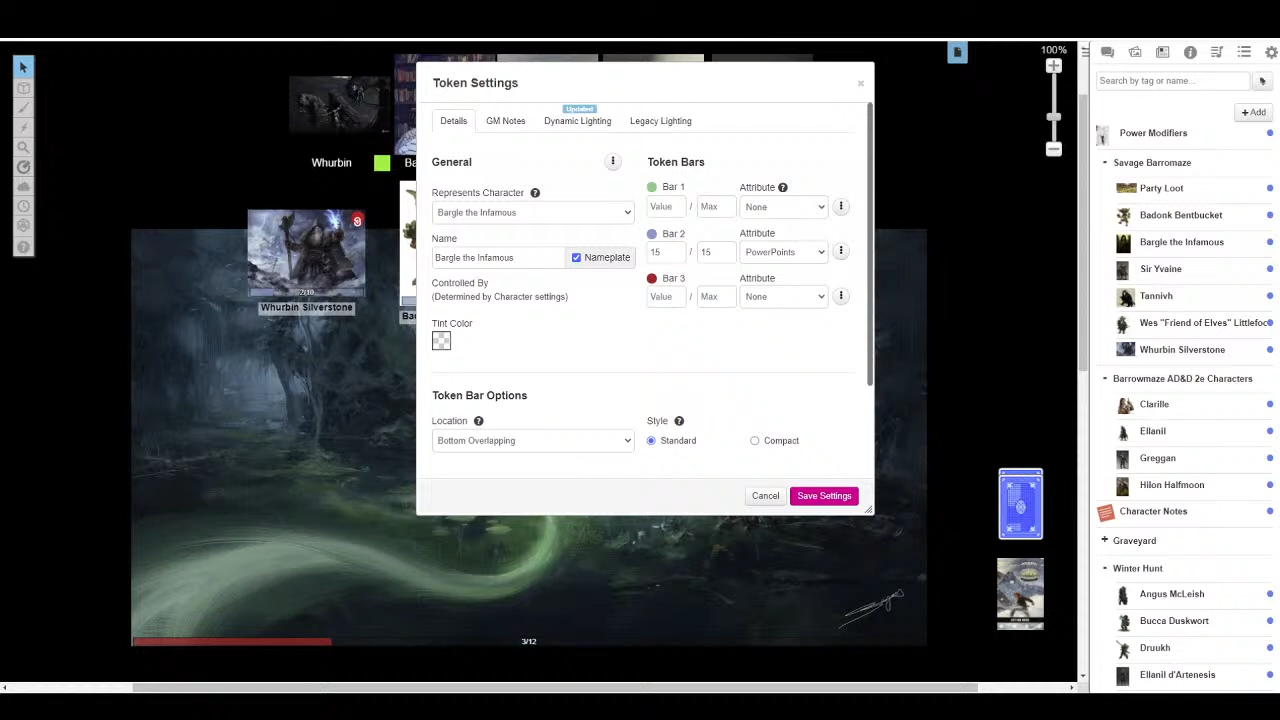 100%
Token Settings
×
Updated
Details
GM Notes
Dynamic Lighting
Legacy Lighting
General
Represents Character ?
Bargle the Infamous
Name
Bargle the Infamous
Nameplate
Controlled By
(Determined by Character settings)
Tint Color
Token Bars
Bar 1
Attribute ?
Value / Max
None
Bar 2
Attribute
15 / 15
PowerPoints
Bar 3
Attribute
Value / Max
None
Token Bar Options
Location ?
Bottom Overlapping
Style ?
Standard
Compact
Cancel
Save Settings
Whurbin
Ba
2/10
Whurbin Silverstone
Bad
3/12
Search by tag or name...
+ Add
Power Modifiers
Savage Barromaze
Party Loot
Badonk Bentbucket
Bargle the Infamous
Sir Yvaine
Tannivh
Wes "Friend of Elves" Littlefoo
Whurbin Silverstone
Barrowmaze AD&D 2e Characters
Clarille
Ellanil
Greggan
Hilon Halfmoon
Character Notes
Graveyard
Winter Hunt
Angus McLeish
Bucca Duskwort
Druukh
Ellanil d'Artenesis